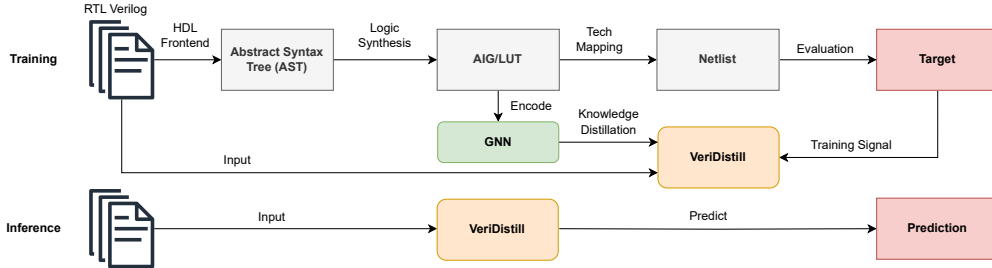 RTL Verilog
Training
HDL
Frontend
Abstract Syntax
Tree (AST)
Logic
Synthesis
AIG/LUT
Tech
Mapping
Netlist
Evaluation
Target
Encode
GNN
Knowledge
Distillation
VeriDistill
Training Signal
Input
Inference
Input
VeriDistill
Predict
Prediction